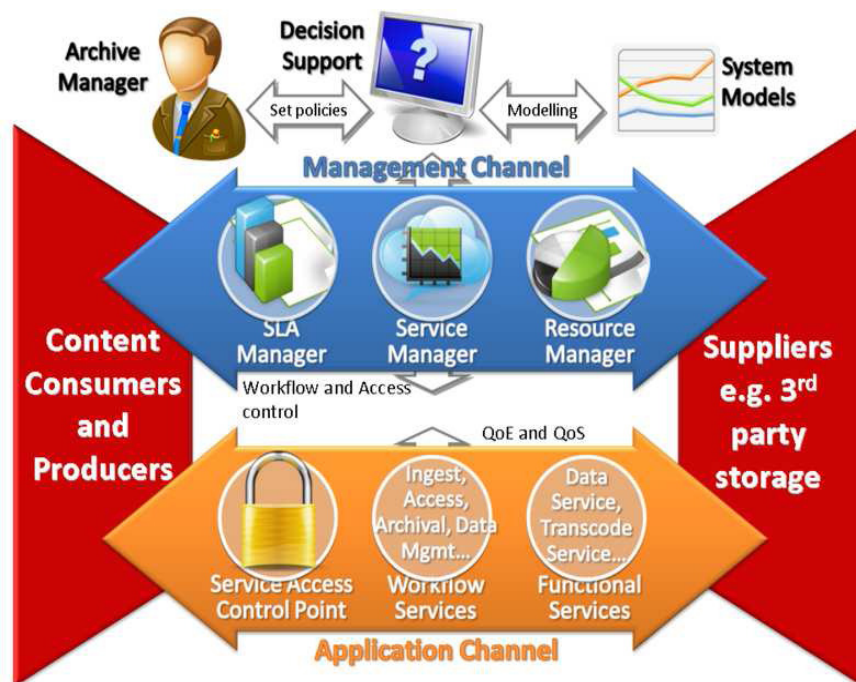 Archive
Manager
Decision
Support
?
System
Models
Set policies
Modelling
Management Channel
SLA
Manager
Service
Manager
Resource
Manager
Content
Consumers
and
Producers
Suppliers
e.g. 3rd
party
storage
Workflow and Access
control
QoE and QoS
Ingest,
Access,
Archival, Data
Mgmt...
Data
Service,
Transcode
Service...
Service Access
Control Point
Workflow
Services
Functional
Services
Application Channel